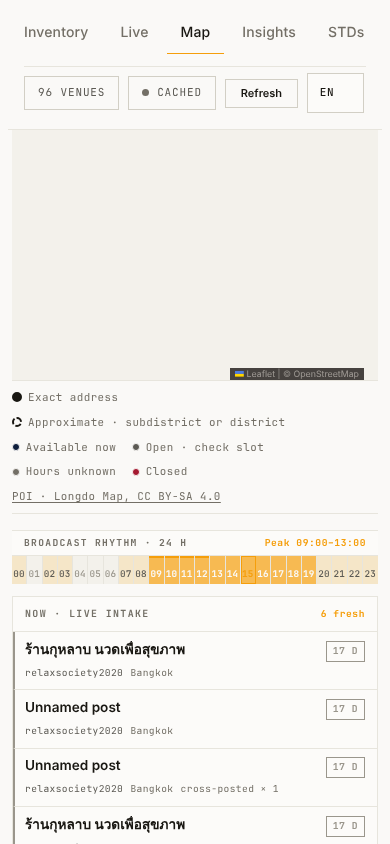 Inventory Live Map Insights STDs
96 VENUES CACHED Refresh EN
Leaflet | © OpenStreetMap
Exact address
Approximate · subdistrict or district
Available now Open · check slot
Hours unknown Closed
POI · Longdo Map, CC BY-SA 4.0
BROADCAST RHYTHM · 24 H Peak 09:00–13:00
00 01 02 03 04 05 06 07 08 09 10 11 12 13 14 15 16 17 18 19 20 21 22 23
NOW · LIVE INTAKE 6 fresh
ร้านกุหลาบ นวดเพื่อสุขภาพ 17 D
relaxsociety2020 Bangkok
Unnamed post 17 D
relaxsociety2020 Bangkok
Unnamed post 17 D
relaxsociety2020 Bangkok cross-posted × 1
ร้านกุหลาบ นวดเพื่อสุขภาพ 17 D